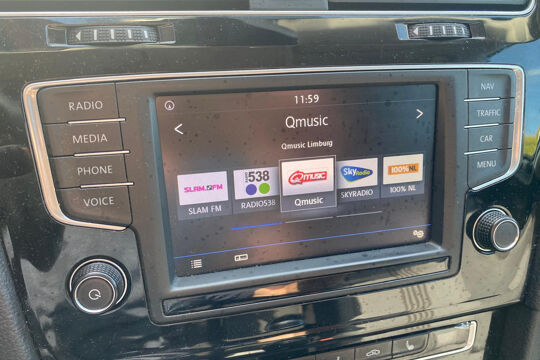 RADIO
MEDIA
PHONE
VOICE
11:59
Qmusic
Qmusic Limburg
SLAM.FM
538
Qmusic
Sky radio
100%NL
SLAM FM
RADIO538
Qmusic
SKYRADIO
100% NL
NAV
TRAFFIC
CAR
MENU